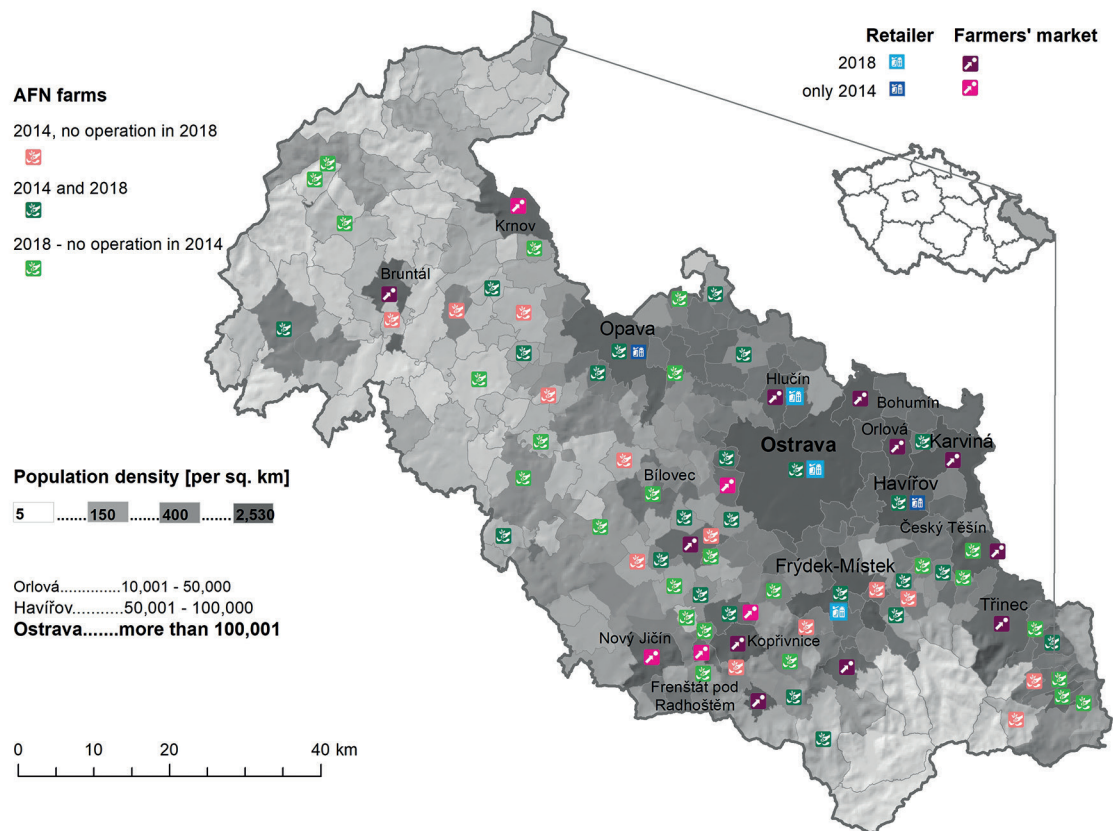 Retailer Farmers' market
2018
only 2014
AFN farms
2014, no operation in 2018
2014 and 2018
2018 - no operation in 2014
Krnov
Bruntál
Opava
Hlučín
Bohumín
Orlová
Karviná
Ostrava
Bílovec
Havířov
Český Těšín
Frýdek-Místek
Třinec
Nový Jičín
Kopřivnice
Frenštát pod
Radhoštěm
Population density [per sq. km]
5 ....... 150 ....... 400 ....... 2,530
Orlová..............10,001 - 50,000
Havířov...........50,001 - 100,000
Ostrava.......more than 100,001
0 10 20 40 km